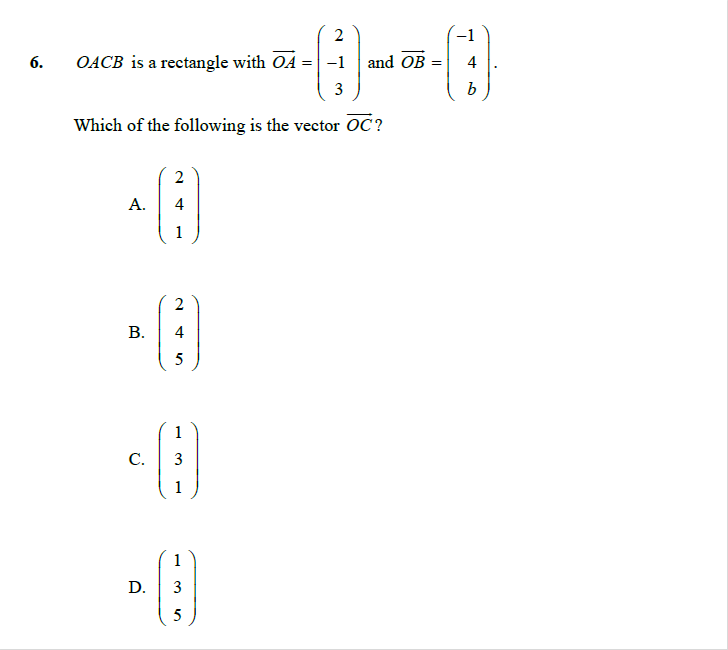 6. OACB is a rectangle with \(\overrightarrow{OA} = \begin{pmatrix} 2 \\ -1 \\ 3 \end{pmatrix}\) and \(\overrightarrow{OB} = \begin{pmatrix} -1 \\ 4 \\ b \end{pmatrix}\).
Which of the following is the vector \(\overrightarrow{OC}\)?
A. \(\begin{pmatrix} 2 \\ 4 \\ 1 \end{pmatrix}\)
B. \(\begin{pmatrix} 2 \\ 4 \\ 5 \end{pmatrix}\)
C. \(\begin{pmatrix} 1 \\ 3 \\ 1 \end{pmatrix}\)
D. \(\begin{pmatrix} 1 \\ 3 \\ 5 \end{pmatrix}\)